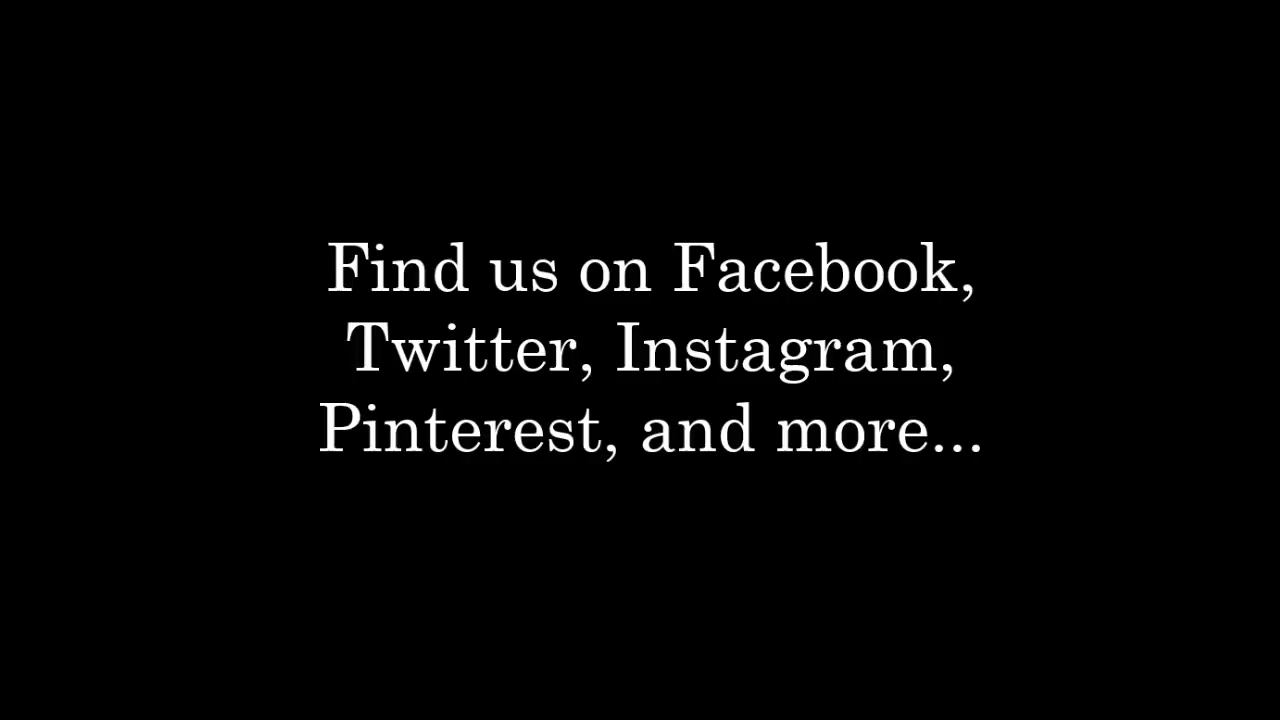 Find us on Facebook,
Twitter, Instagram,
Pinterest, and more...